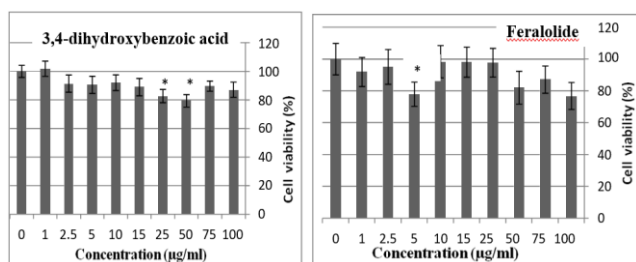 3,4-dihydroxybenzoic acid
120
100
80
60
40
20
0
Cell viability (%)
* *
0 1 2.5 5 10 15 25 50 75 100
Concentration (µg/ml)
Feralolide
120
100
80
60
40
20
0
Cell viability (%)
*
0 1 2.5 5 10 15 25 50 75 100
Concentration (µg/ml)